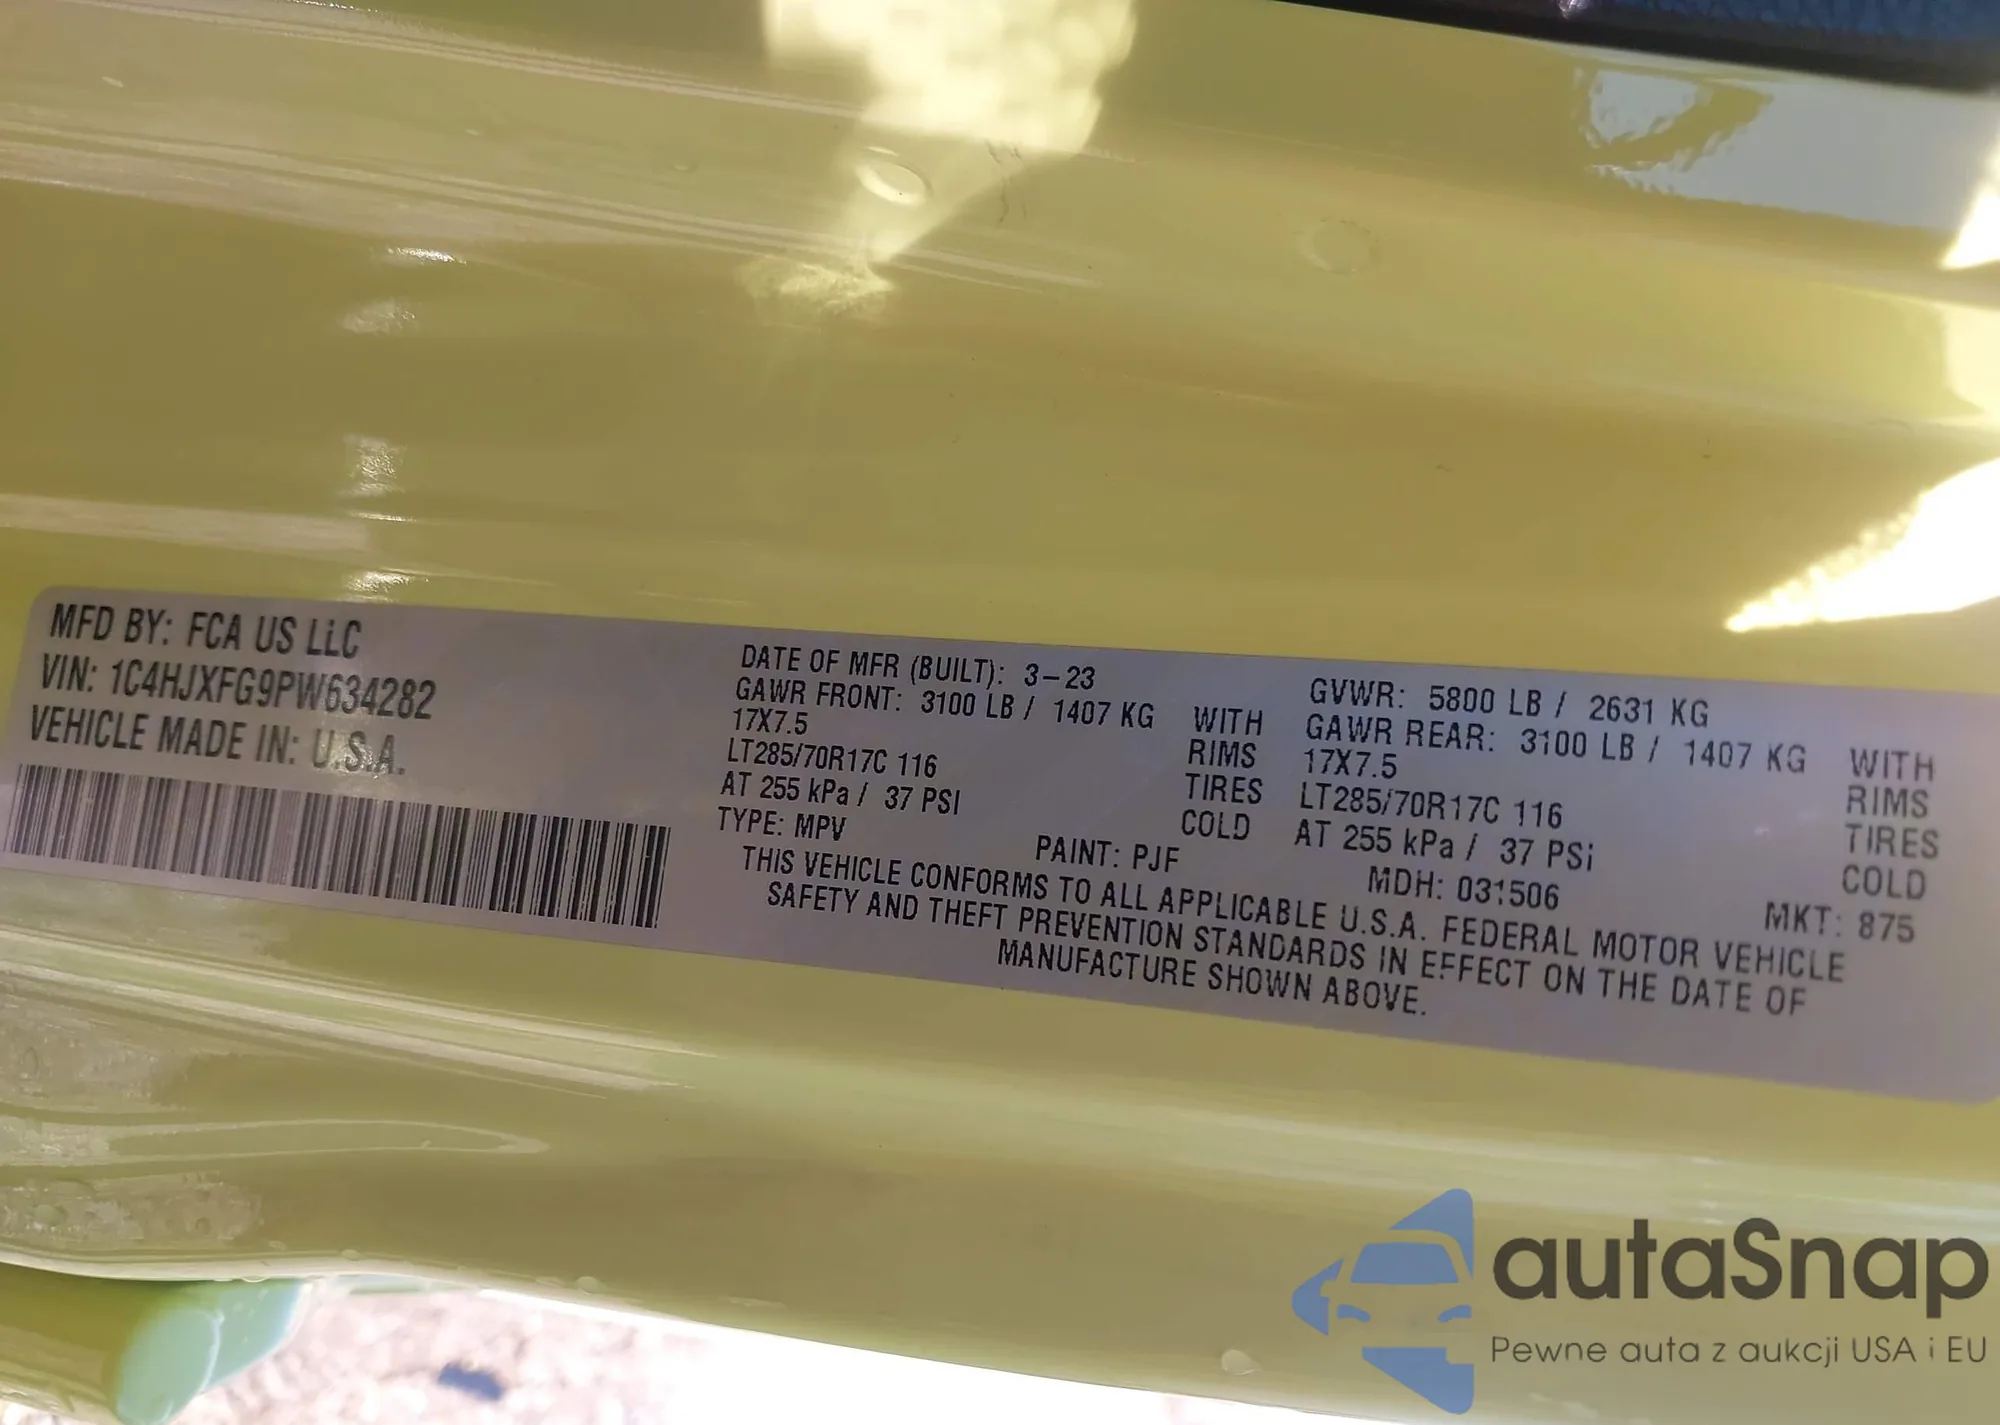 MFD BY: FCA US LLC
VIN: 1C4HJXFG9PW634282
VEHICLE MADE IN: U.S.A.
DATE OF MFR (BUILT): 3-23
GAWR FRONT: 3100 LB / 1407 KG WITH
17X7.5 RIMS
LT285/70R17C 116 TIRES
AT 255 kPa / 37 PSI COLD
TYPE: MPV
GVWR: 5800 LB / 2631 KG
GAWR REAR: 3100 LB / 1407 KG WITH
17X7.5 RIMS
LT285/70R17C 116 TIRES
AT 255 kPa / 37 PSI COLD
PAINT: PJF MDH: 031506 MKT: 875
THIS VEHICLE CONFORMS TO ALL APPLICABLE U.S.A. FEDERAL MOTOR VEHICLE
SAFETY AND THEFT PREVENTION STANDARDS IN EFFECT ON THE DATE OF
MANUFACTURE SHOWN ABOVE.
autaSnap
Pewne auta z aukcji USA i EU